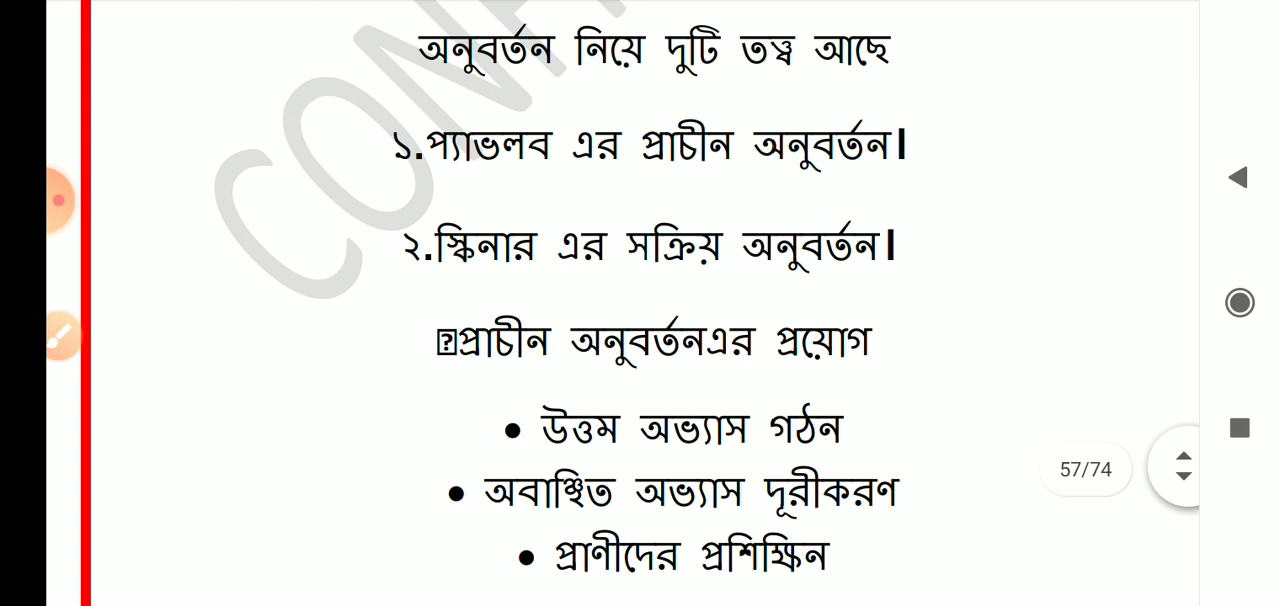 অনুবর্তন নিয়ে দুটি তত্ত্ব আছে
১.প্যাভলব এর প্রাচীন অনুবর্তন।
২.স্কিনার এর সক্রিয় অনুবর্তন।
প্রাচীন অনুবর্তনএর প্রয়োগ
• উত্তম অভ্যাস গঠন
• অবাঞ্ছিত অভ্যাস দূরীকরণ
• প্রাণীদের প্রশিক্ষিন
57/74